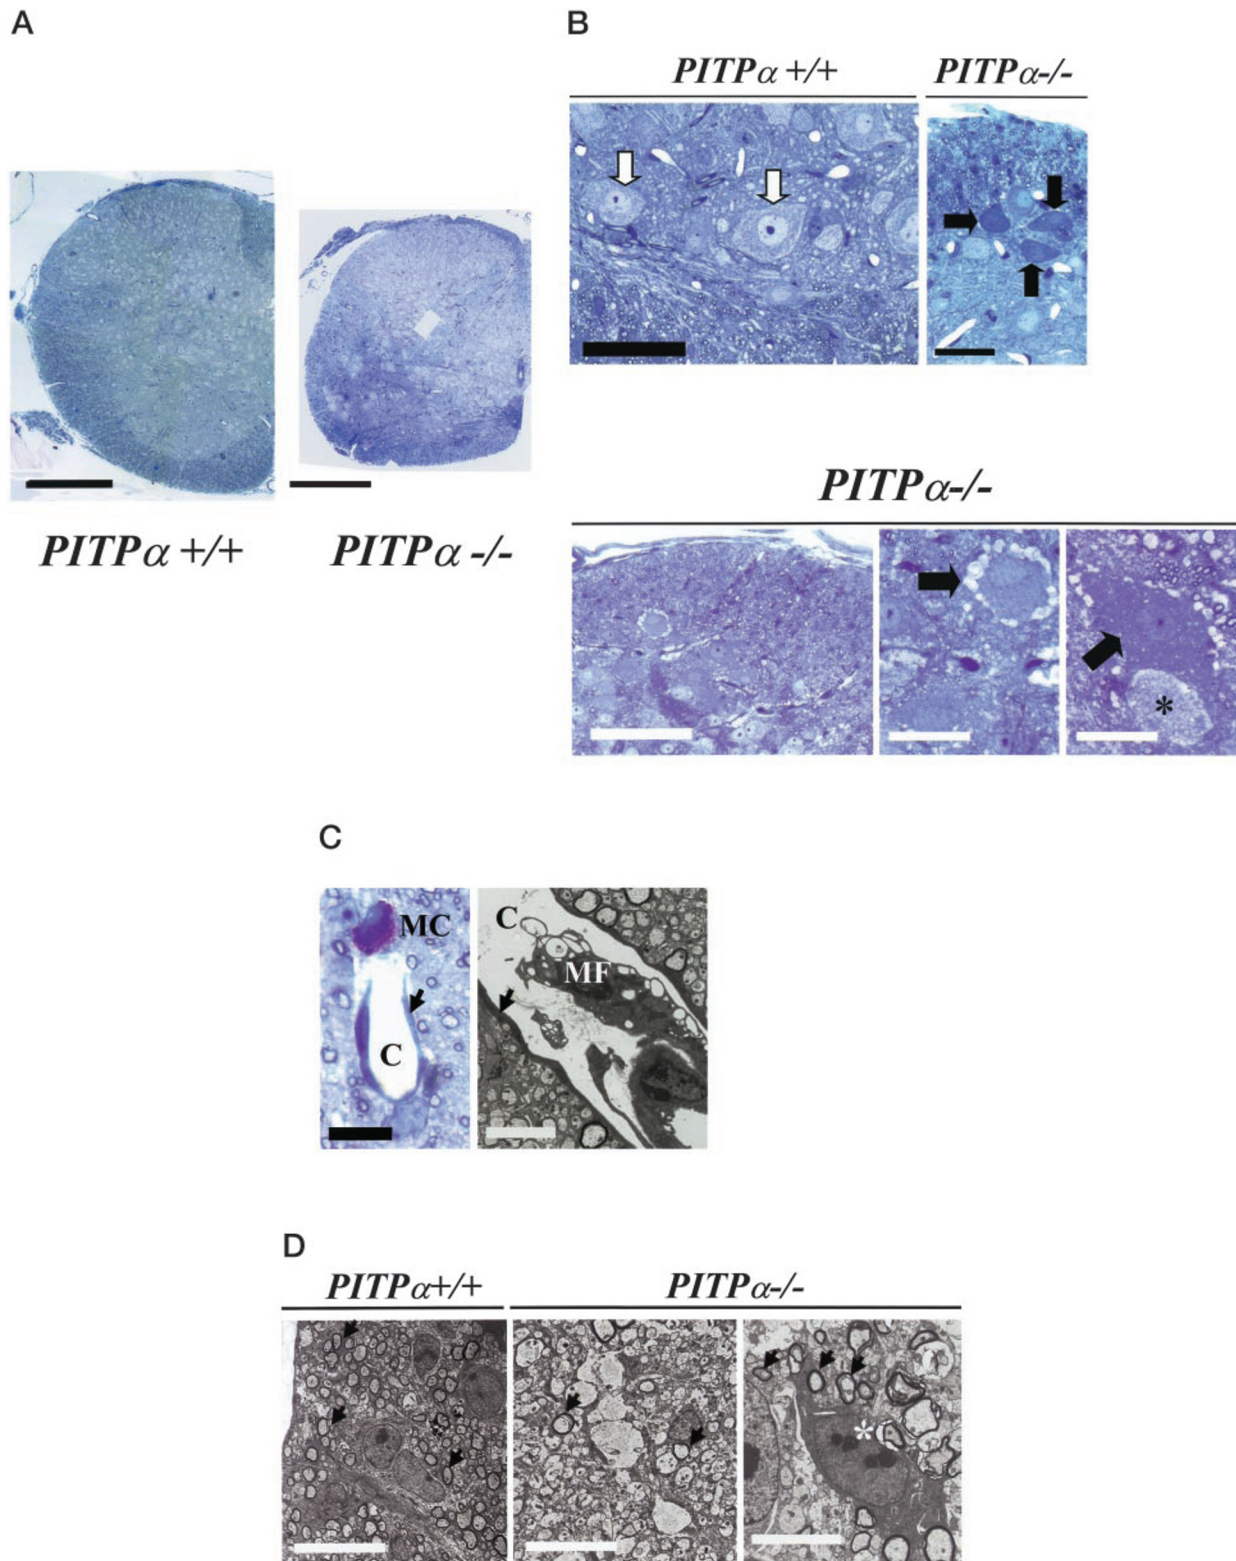 A
B
PITPα +/+
PITPα-/-
PITPα +/+
PITPα -/-
PITPα-/-
*
C
MC
C
C
MF
D
PITPα+/+
PITPα-/-
*